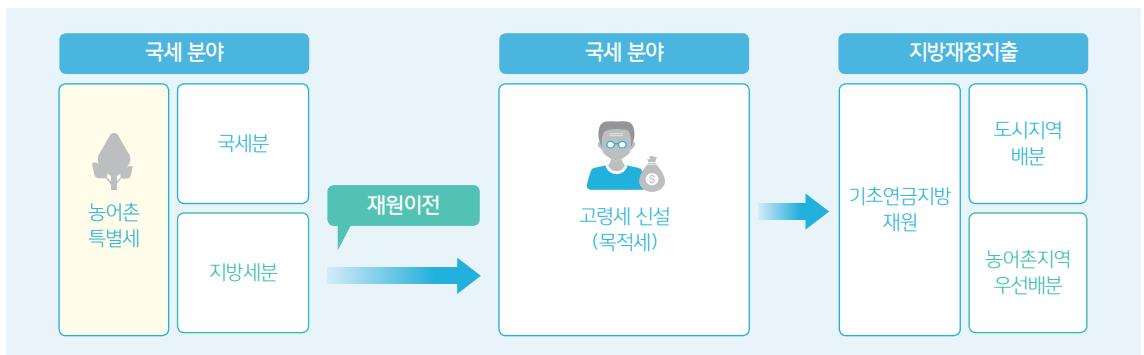 국세 분야
농어촌
특별세
국세분
지방세분
재원이전
국세 분야
고령세 신설
(목적세)
지방재정지출
기초연금지방
재원
도시지역
배분
농어촌지역
우선배분